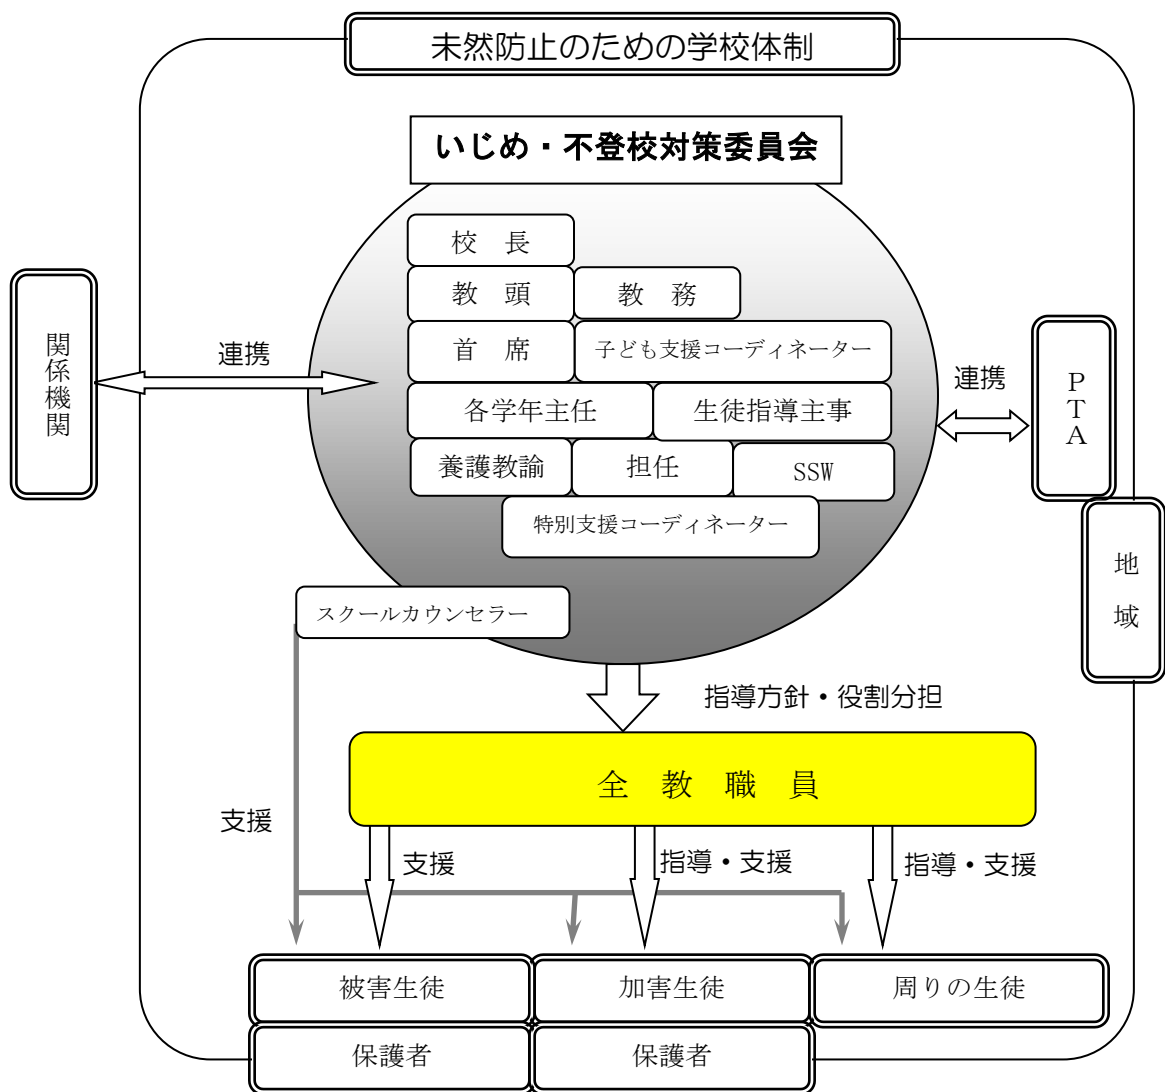 未然防止のための学校体制
いじめ・不登校対策委員会
校　長
教　頭
教　務
首　席
子ども支援コーディネーター
各学年主任
生徒指導主事
養護教諭
担任
SSW
特別支援コーディネーター
スクールカウンセラー
関係機関
連携
連携
PTA
地域
指導方針・役割分担
全　教　職　員
支援
支援
指導・支援
指導・支援
被害生徒
加害生徒
周りの生徒
保護者
保護者